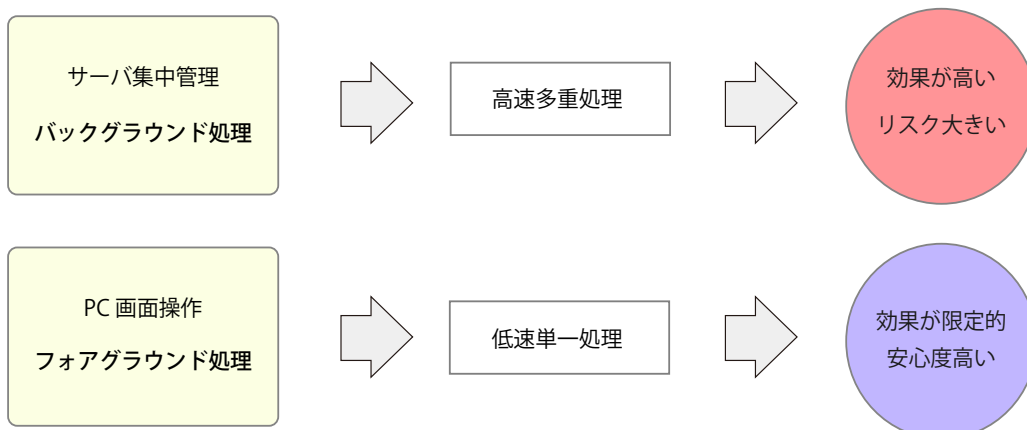 サーバ集中管理
バックグラウンド処理
高速多重処理
効果が高い
リスク大きい
PC 画面操作
フォアグラウンド処理
低速単一処理
効果が限定的
安心度高い